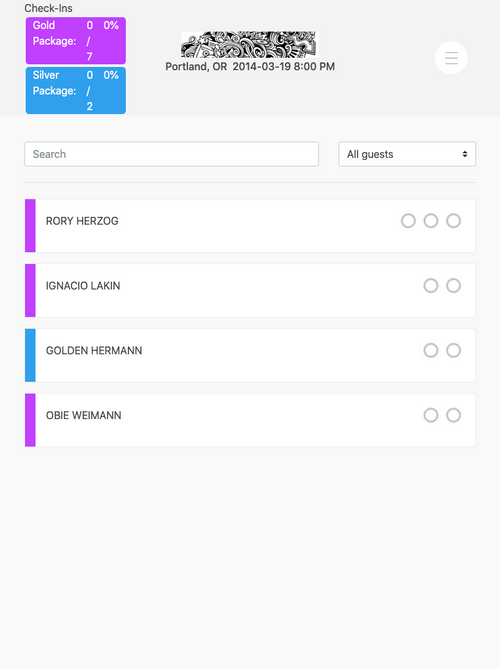 Check-Ins
Gold Package: 0 / 7 0%
Silver Package: 0 / 2 0%
Portland, OR 2014-03-19 8:00 PM
Search
All guests
RORY HERZOG
IGNACIO LAKIN
GOLDEN HERMANN
OBIE WEIMANN